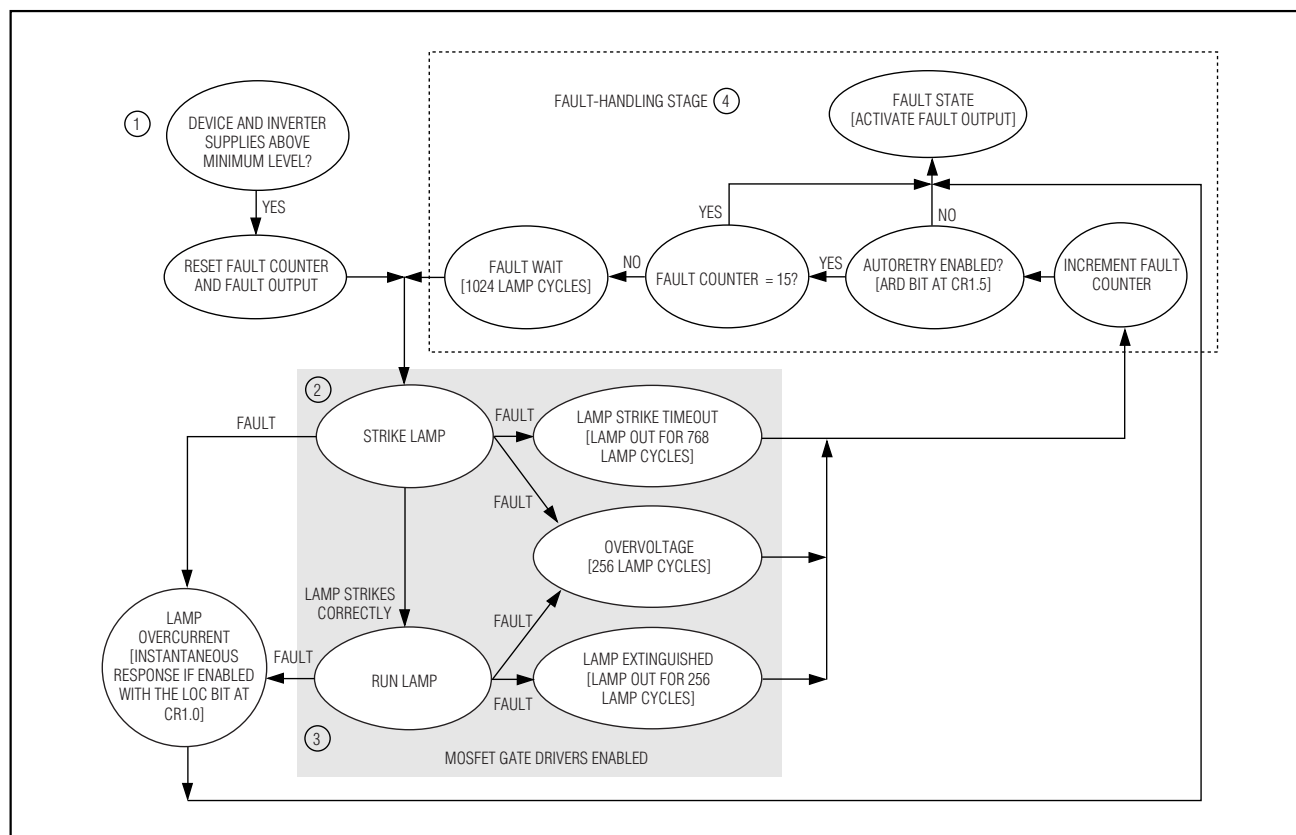 FAULT-HANDLING STAGE 4
FAULT STATE
[ACTIVATE FAULT OUTPUT]
1
DEVICE AND INVERTER
SUPPLIES ABOVE
MINIMUM LEVEL?
YES
YES
NO
RESET FAULT COUNTER
AND FAULT OUTPUT
FAULT WAIT
[1024 LAMP CYCLES]
NO
FAULT COUNTER = 15?
YES
AUTORETRY ENABLED?
[ARD BIT AT CR1.5]
INCREMENT FAULT
COUNTER
2
FAULT
STRIKE LAMP
FAULT
LAMP STRIKE TIMEOUT
[LAMP OUT FOR 768
LAMP CYCLES]
FAULT
OVERVOLTAGE
[256 LAMP CYCLES]
LAMP STRIKES
CORRECTLY
FAULT
LAMP
OVERCURRENT
[INSTANTANEOUS
RESPONSE IF ENABLED
WITH THE LOC BIT AT
CR1.0]
FAULT
RUN LAMP
FAULT
LAMP EXTINGUISHED
[LAMP OUT FOR 256
LAMP CYCLES]
3
MOSFET GATE DRIVERS ENABLED